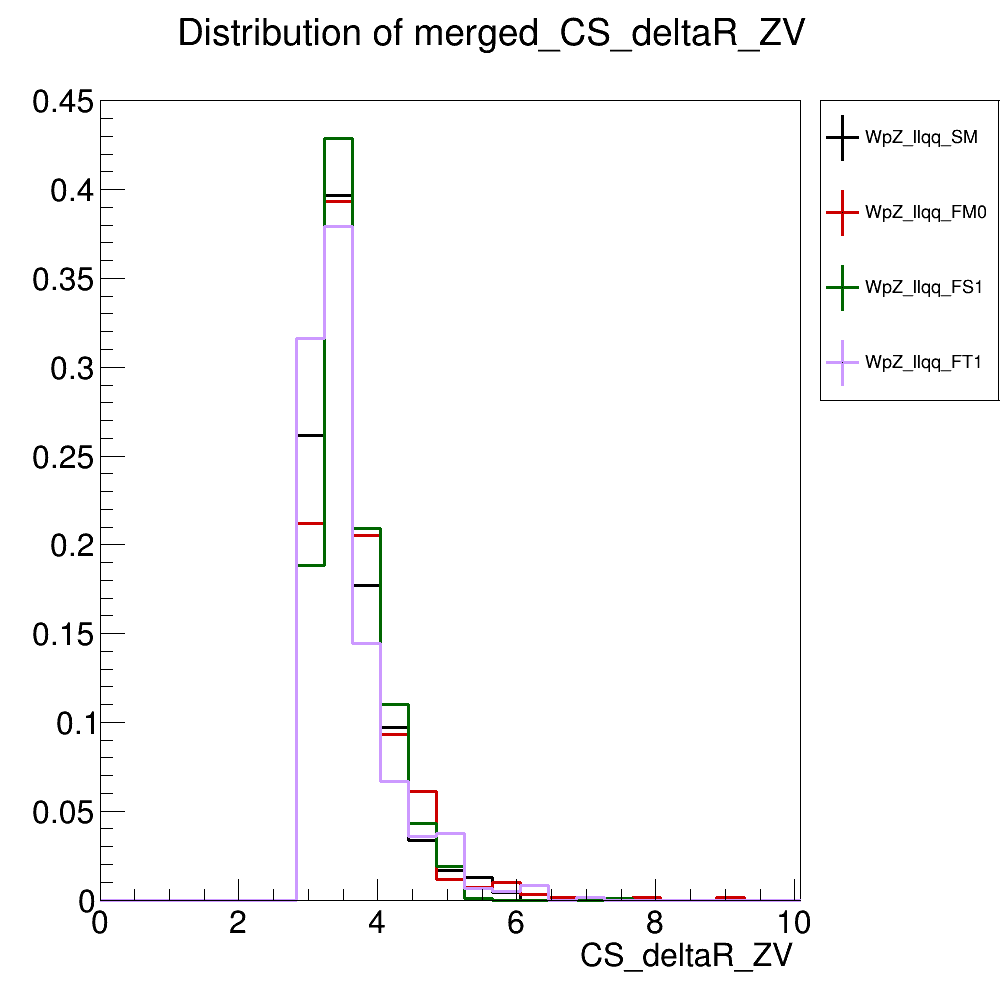 Distribution of merged_CS_deltaR_ZV
0.45
0.4
0.35
0.3
0.25
0.2
0.15
0.1
0.05
0
0 2 4 6 8 10
CS_deltaR_ZV
WpZ_llqq_SM
WpZ_llqq_FM0
WpZ_llqq_FS1
WpZ_llqq_FT1